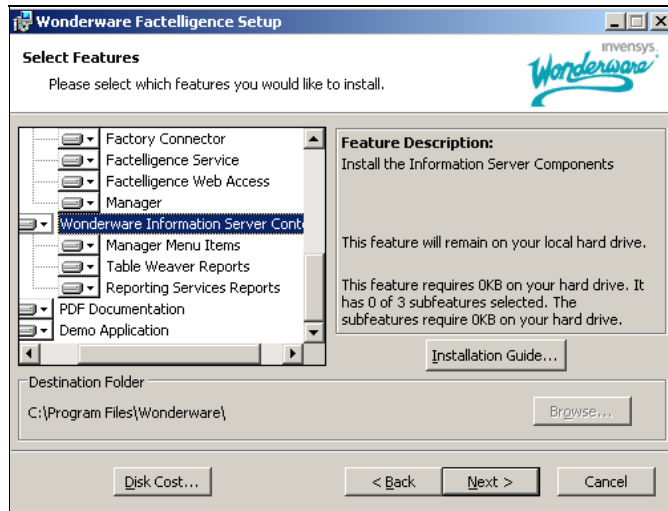 Wonderware Factelligence Setup
Select Features
Please select which features you would like to install.
invensys
Wonderware
Factory Connector
Factelligence Service
Factelligence Web Access
Manager
Wonderware Information Server Cont
Manager Menu Items
Table Weaver Reports
Reporting Services Reports
PDF Documentation
Demo Application
Feature Description:
Install the Information Server Components
This feature will remain on your local hard drive.
This feature requires 0KB on your hard drive. It
has 0 of 3 subfeatures selected. The
subfeatures require 0KB on your hard drive.
Installation Guide...
Destination Folder
C:\Program Files\Wonderware\
Browse...
Disk Cost...
< Back
Next >
Cancel